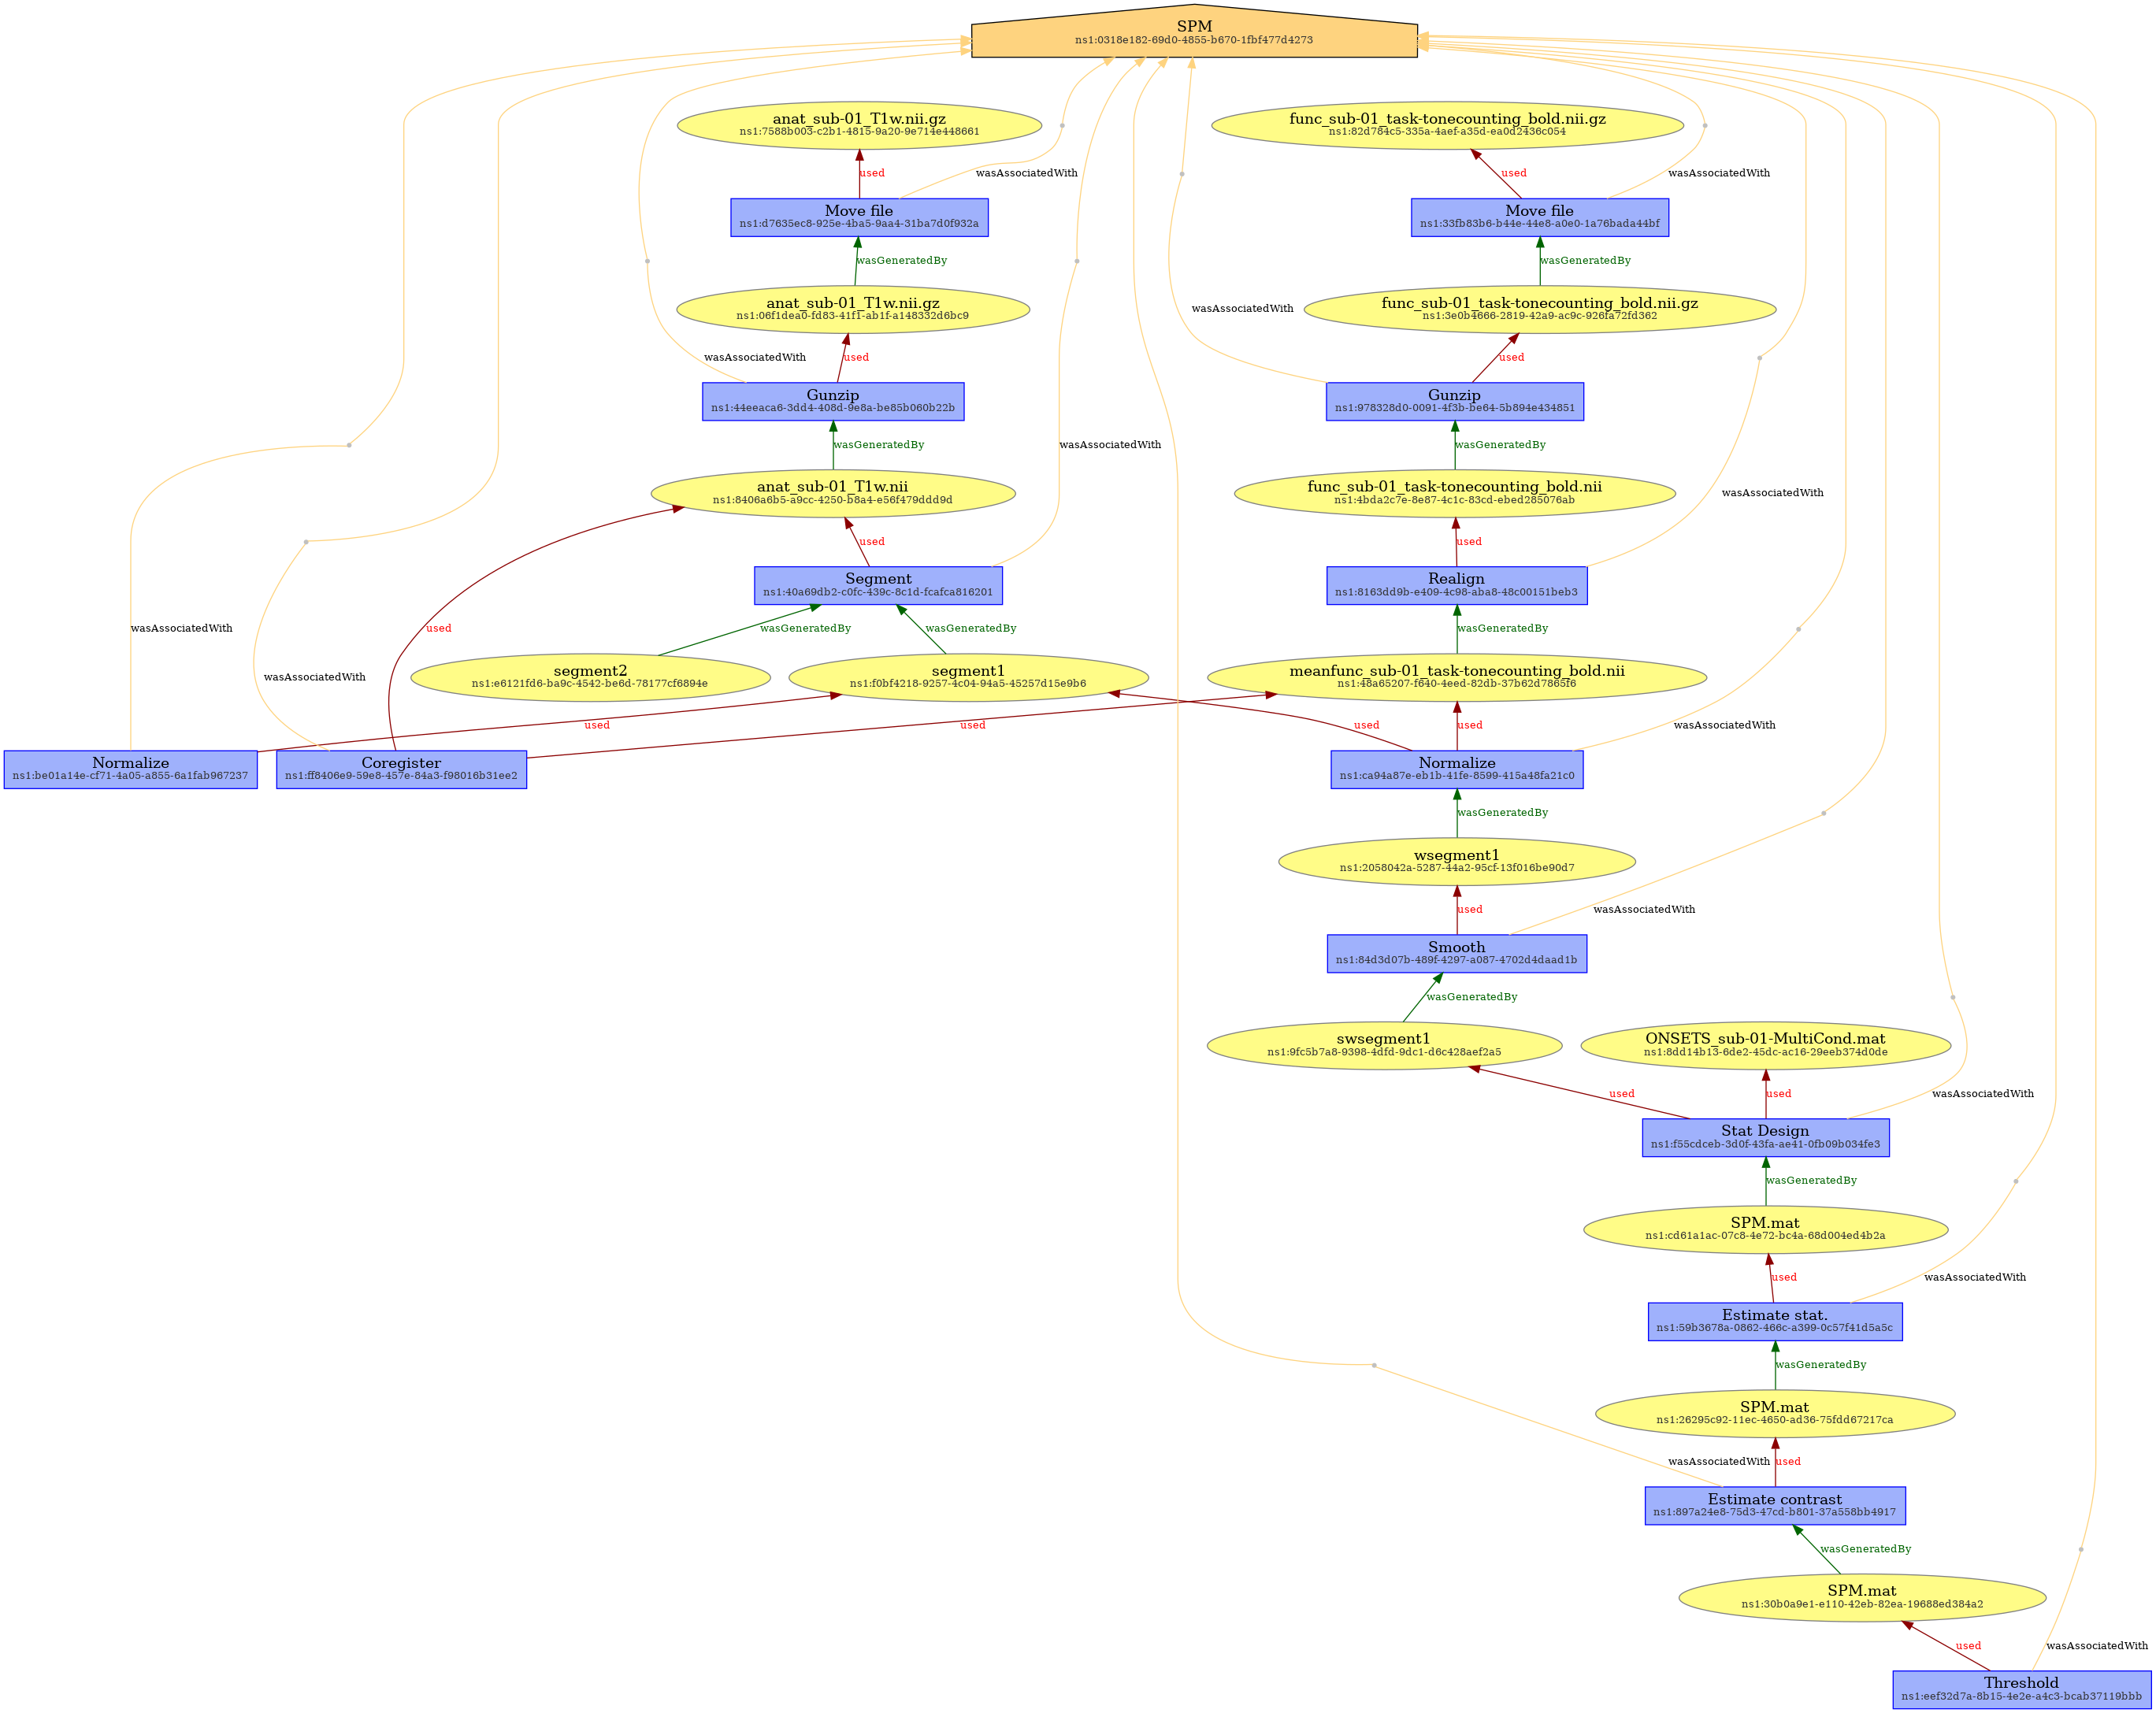 SPM
ns1:0318e182-69d0-4855-b670-1fbf477d4273
anat_sub-01_T1w.nii.gz
ns1:7588b003-c2b1-4815-9a20-9e714e448661
func_sub-01_task-tonecounting_bold.nii.gz
ns1:82d784c5-335a-4aef-a35d-ea0d2436c054
used
wasAssociatedWith
used
wasAssociatedWith
Move file
ns1:d7635ec8-925e-4ba5-9aa4-31ba7d0f932a
Move file
ns1:33fb83b6-b44e-44e8-a0e0-1a76bada44bf
wasGeneratedBy
wasGeneratedBy
anat_sub-01_T1w.nii.gz
ns1:06f1dea0-fd83-41f1-ab1f-a148332d6bc9
wasAssociatedWith
func_sub-01_task-tonecounting_bold.nii.gz
ns1:3e0b4666-2819-42a9-ac9c-926fa72fd362
wasAssociatedWith
used
used
Gunzip
ns1:44eeaca6-3dd4-408d-9e8a-be85b060b22b
Gunzip
ns1:978328d0-0091-4f3b-be64-5b894e434851
wasGeneratedBy
wasAssociatedWith
wasGeneratedBy
anat_sub-01_T1w.nii
ns1:8406a6b5-a9cc-4250-b8a4-e56f479ddd9d
func_sub-01_task-tonecounting_bold.nii
ns1:4bda2c7e-8e87-4c1c-83cd-ebed285076ab
wasAssociatedWith
used
used
Segment
ns1:40a69db2-c0fc-439c-8c1d-fcafca816201
Realign
ns1:8163dd9b-e409-4c98-aba8-48c00151beb3
wasAssociatedWith
used
wasGeneratedBy
wasGeneratedBy
wasGeneratedBy
wasAssociatedWith
segment2
ns1:e6121fd6-ba9c-4542-be6d-78177cf6894e
segment1
ns1:f0bf4218-9257-4c04-94a5-45257d15e9b6
meanfunc_sub-01_task-tonecounting_bold.nii
ns1:48a65207-f640-4eed-82db-37b62d7865f6
used
used
used
used
wasAssociatedWith
Normalize
ns1:be01a14e-cf71-4a05-a855-6a1fab967237
Coregister
ns1:ff8406e9-59e8-457e-84a3-f98016b31ee2
Normalize
ns1:ca94a87e-eb1b-41fe-8599-415a48fa21c0
wasGeneratedBy
wsegment1
ns1:2058042a-5287-44a2-95cf-13f016be90d7
used
wasAssociatedWith
Smooth
ns1:84d3d07b-489f-4297-a087-4702d4daad1b
wasGeneratedBy
swsegment1
ns1:9fc5b7a8-9398-4dfd-9dc1-d6c428aef2a5
ONSETS_sub-01-MultiCond.mat
ns1:8dd14b13-6de2-45dc-ac16-29eeb374d0de
used
used
wasAssociatedWith
Stat Design
ns1:f55cdceb-3d0f-43fa-ae41-0fb09b034fe3
wasGeneratedBy
SPM.mat
ns1:cd61a1ac-07c8-4e72-bc4a-68d004ed4b2a
used
wasAssociatedWith
Estimate stat.
ns1:59b3678a-0862-466c-a399-0c57f41d5a5c
wasGeneratedBy
SPM.mat
ns1:26295c92-11ec-4650-ad36-75fdd67217ca
wasAssociatedWith
used
Estimate contrast
ns1:897a24e8-75d3-47cd-b801-37a558bb4917
wasGeneratedBy
SPM.mat
ns1:30b0a9e1-e110-42eb-82ea-19688ed384a2
used
wasAssociatedWith
Threshold
ns1:eef32d7a-8b15-4e2e-a4c3-bcab37119bbb